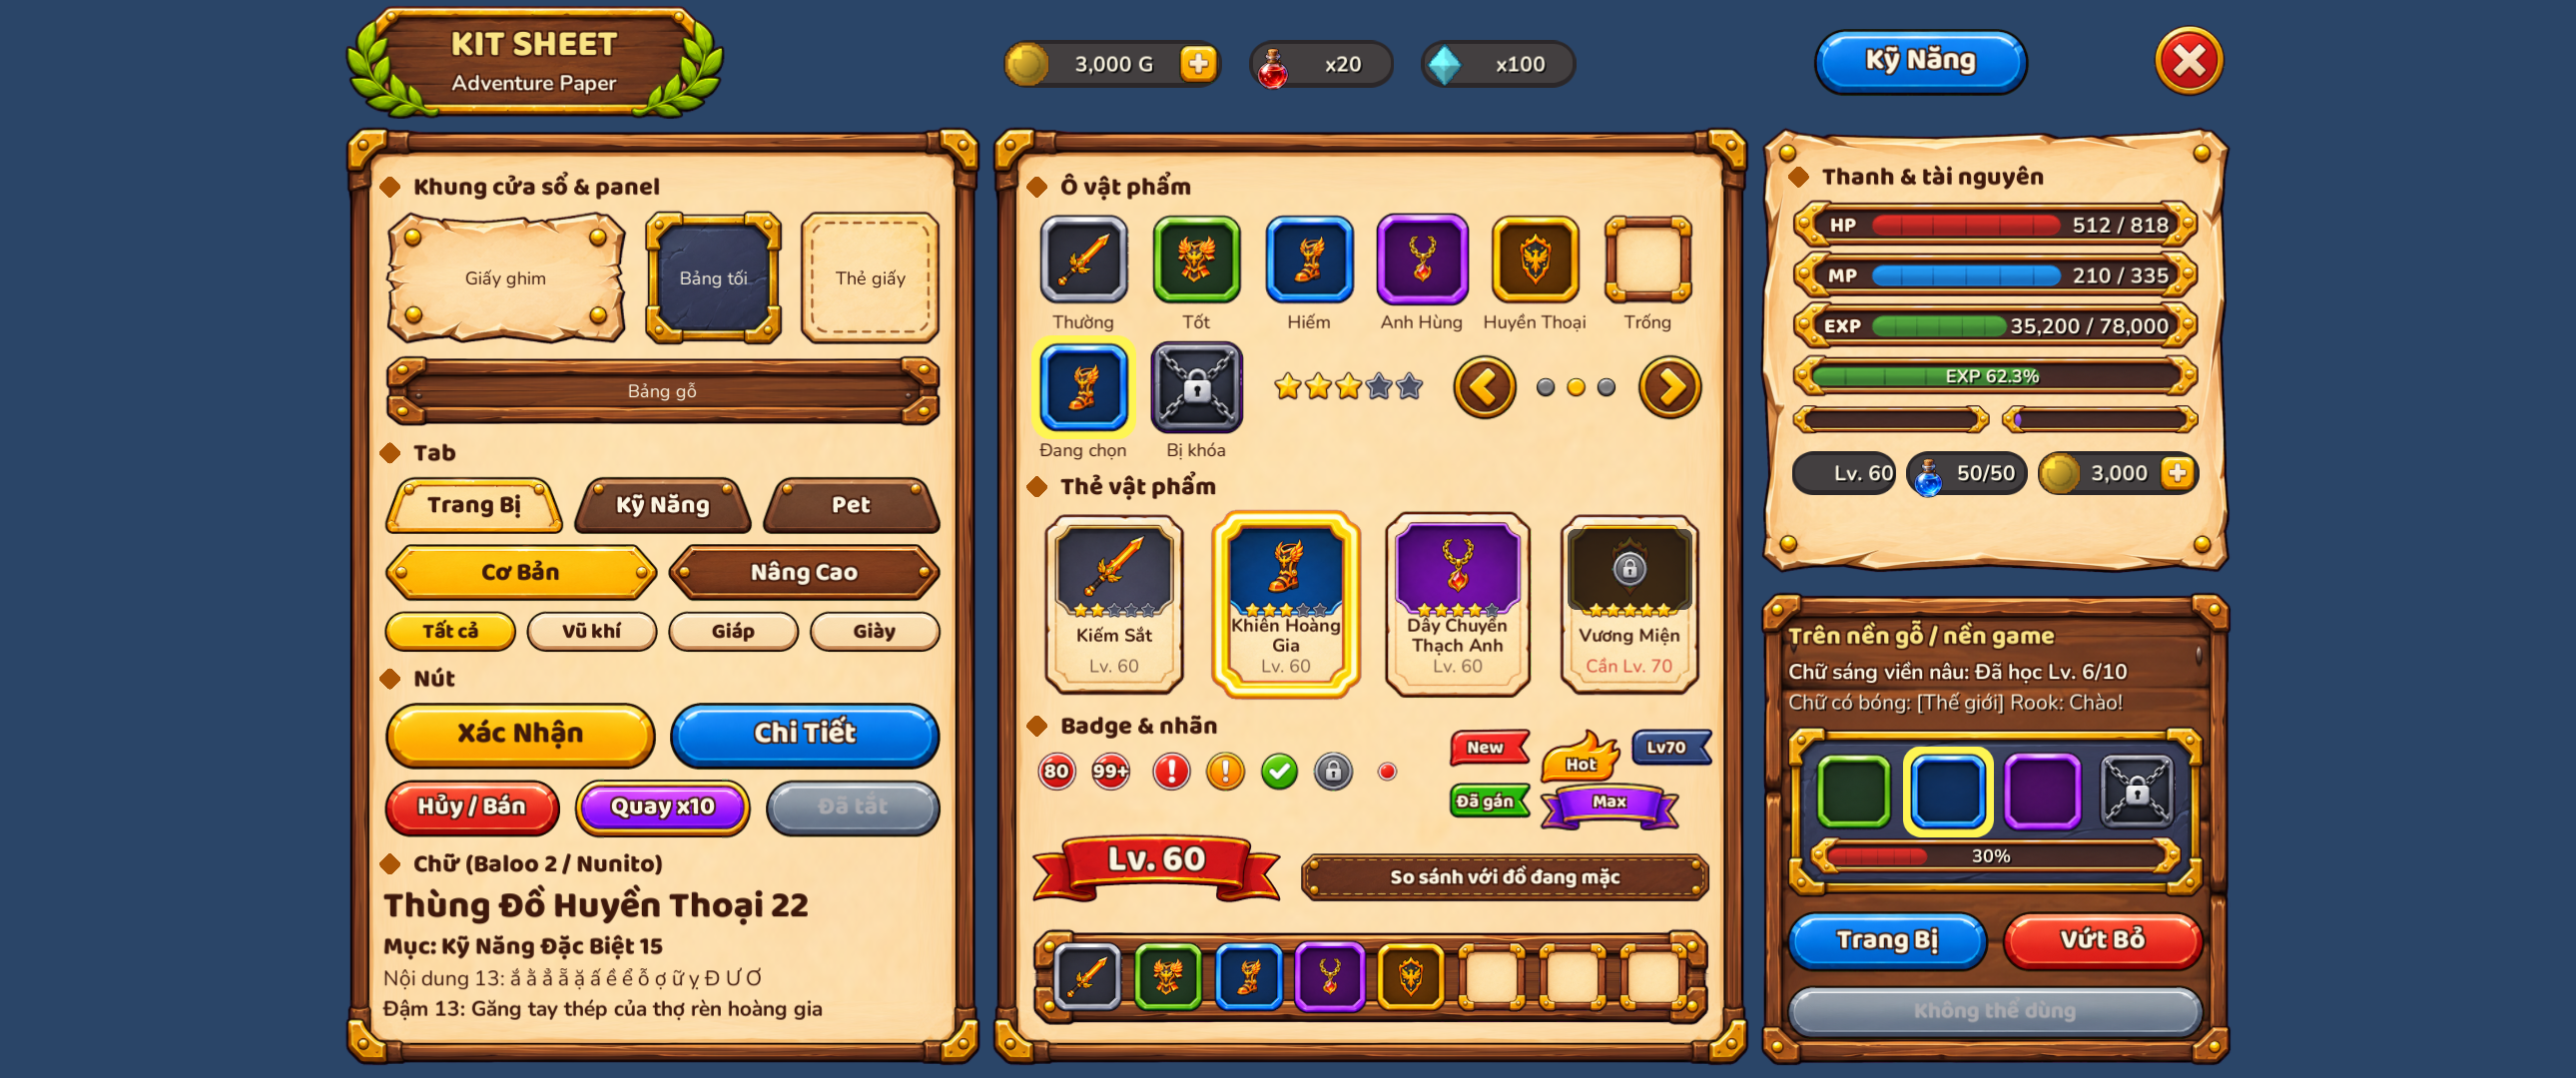 KIT SHEET
Adventure Paper
3,000 G
x20
x100
Kỹ Năng
Khung cửa sổ & panel
Giấy ghim
Bảng tối
Thẻ giấy
Bảng gỗ
Tab
Trang Bị
Kỹ Năng
Pet
Cơ Bản
Nâng Cao
Tất cả
Vũ khí
Giáp
Giày
Nút
Xác Nhận
Chi Tiết
Hủy / Bán
Quay x10
Đã tắt
Chữ (Baloo 2 / Nunito)
Thùng Đồ Huyền Thoại 22
Mục: Kỹ Năng Đặc Biệt 15
Nội dung 13: ắ ằ ẳ ẵ ặ ấ ề ể ỗ ợ ữ ỵ Đ Ư Ơ
Đậm 13: Găng tay thép của thợ rèn hoàng gia
Ô vật phẩm
Thường
Tốt
Hiếm
Anh Hùng
Huyền Thoại
Trống
Đang chọn
Bị khóa
Thẻ vật phẩm
Kiếm Sắt
Lv. 60
Khiên Hoàng
Gia
Lv. 60
Dây Chuyền
Thạch Anh
Lv. 60
Vương Miện
Cần Lv. 70
Badge & nhãn
80
99+
New
Hot
Lv70
Đã gán
Max
Lv. 60
So sánh với đồ đang mặc
Thanh & tài nguyên
HP
512 / 818
MP
210 / 335
EXP
35,200 / 78,000
EXP 62.3%
Lv. 60
50/50
3,000
Trên nền gỗ / nền game
Chữ sáng viền nâu: Đã học Lv. 6/10
Chữ có bóng: [Thế giới] Rook: Chào!
30%
Trang Bị
Vứt Bỏ
Không thể dùng